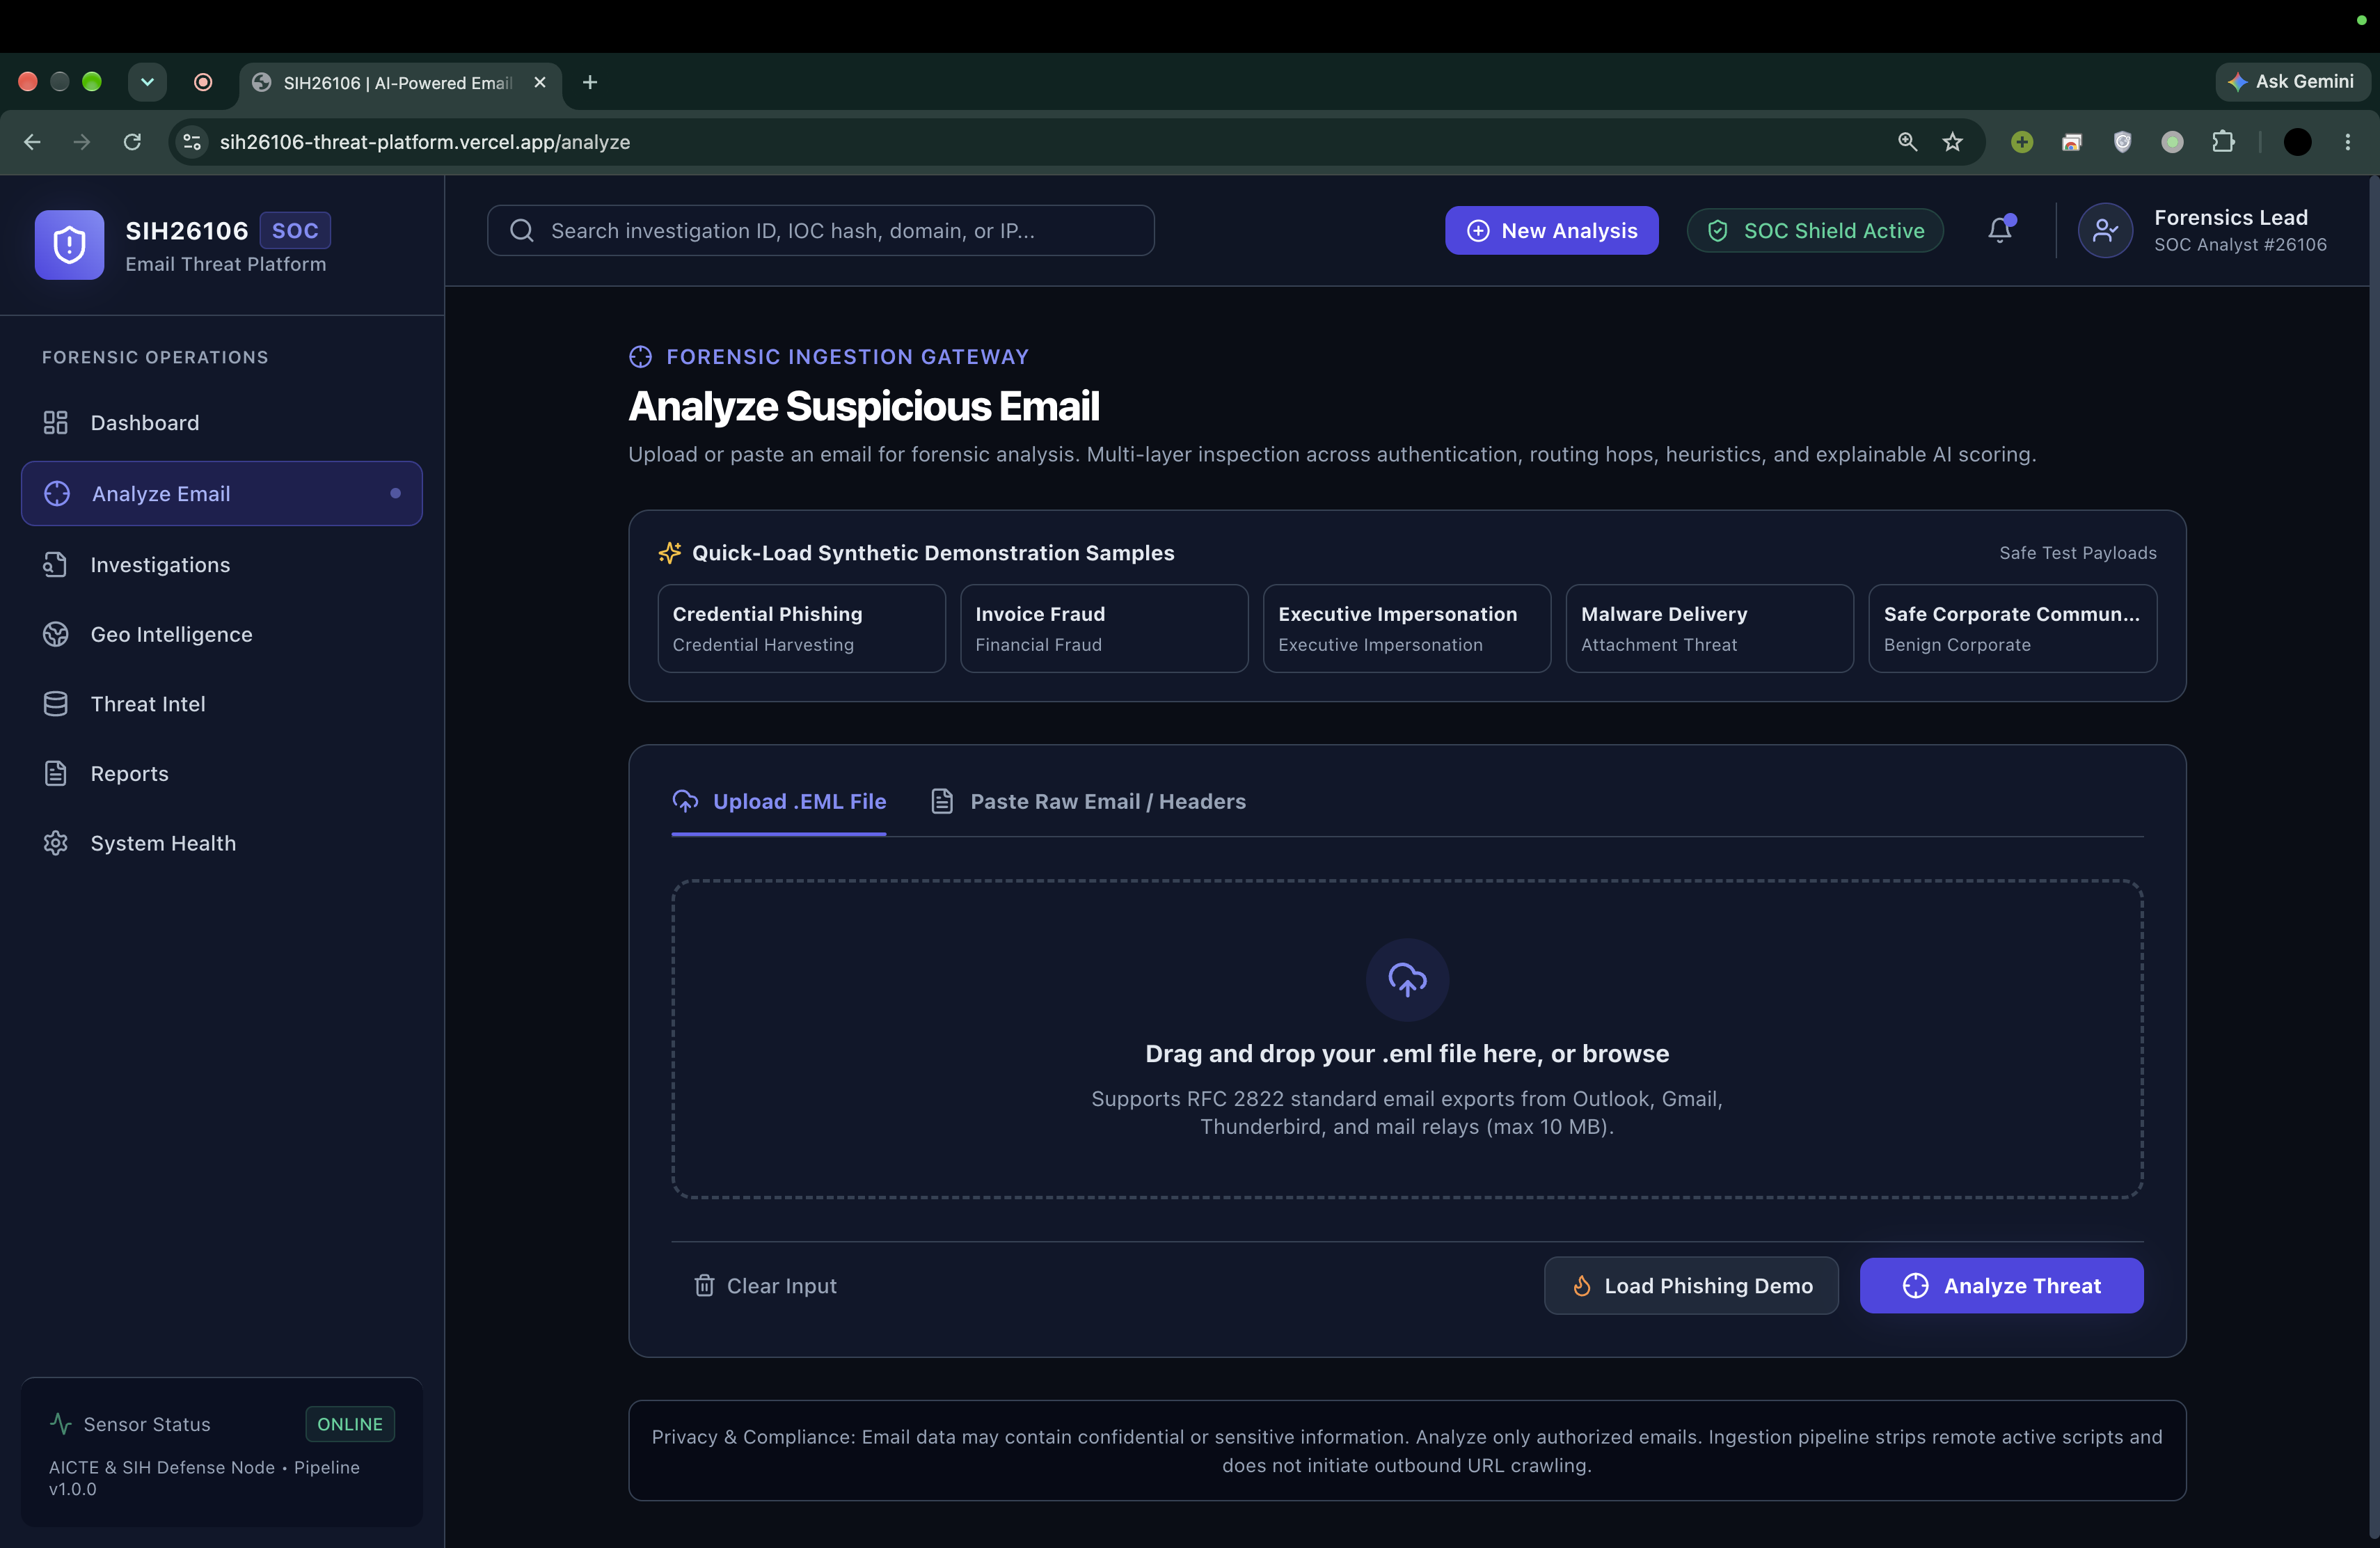 SIH26106 | AI-Powered Email
Ask Gemini
sih26106-threat-platform.vercel.app/analyze
SIH26106 SOC
Email Threat Platform
Search investigation ID, IOC hash, domain, or IP...
New Analysis
SOC Shield Active
Forensics Lead
SOC Analyst #26106
FORENSIC OPERATIONS
Dashboard
Analyze Email
Investigations
Geo Intelligence
Threat Intel
Reports
System Health
Sensor Status
ONLINE
AICTE & SIH Defense Node • Pipeline
v1.0.0
FORENSIC INGESTION GATEWAY
Analyze Suspicious Email
Upload or paste an email for forensic analysis. Multi-layer inspection across authentication, routing hops, heuristics, and explainable AI scoring.
Quick-Load Synthetic Demonstration Samples
Safe Test Payloads
Credential Phishing
Credential Harvesting
Invoice Fraud
Financial Fraud
Executive Impersonation
Executive Impersonation
Malware Delivery
Attachment Threat
Safe Corporate Commun...
Benign Corporate
Upload .EML File
Paste Raw Email / Headers
Drag and drop your .eml file here, or browse
Supports RFC 2822 standard email exports from Outlook, Gmail,
Thunderbird, and mail relays (max 10 MB).
Clear Input
Load Phishing Demo
Analyze Threat
Privacy & Compliance: Email data may contain confidential or sensitive information. Analyze only authorized emails. Ingestion pipeline strips remote active scripts and
does not initiate outbound URL crawling.